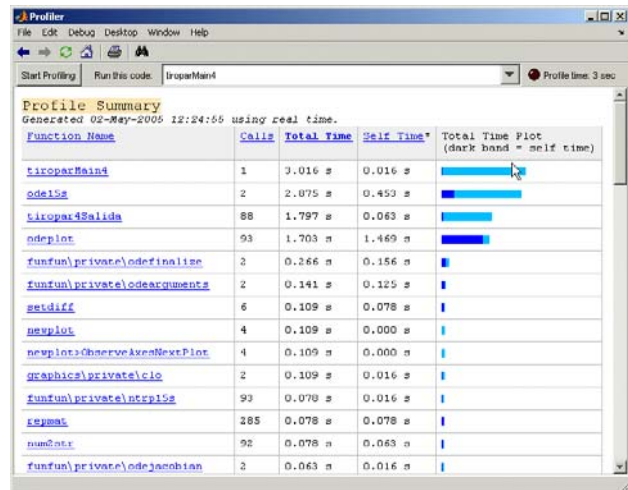 Profiler
File Edit Debug Desktop Window Help
Start Profiling Run this code: tiroparMain4 Profile time: 3 sec
Profile Summary
Generated 02-May-2005 12:24:55 using real time.
Function Name Calls Total Time Self Time* Total Time Plot
(dark band = self time)
tiroparMain4 1 3.016 s 0.016 s
ode15s 2 2.875 s 0.453 s
tiropar4Salida 88 1.797 s 0.063 s
odeplot 93 1.703 s 1.469 s
funfun\private\odefinalize 2 0.266 s 0.156 s
funfun\private\odearguments 2 0.141 s 0.125 s
setdiff 6 0.109 s 0.078 s
newplot 4 0.109 s 0.000 s
newplot>ObserveAxesNextPlot 4 0.109 s 0.000 s
graphics\private\clo 2 0.109 s 0.016 s
funfun\private\ntrp15s 93 0.078 s 0.016 s
repmat 285 0.078 s 0.078 s
num2str 92 0.078 s 0.063 s
funfun\private\odejacobian 2 0.063 s 0.016 s